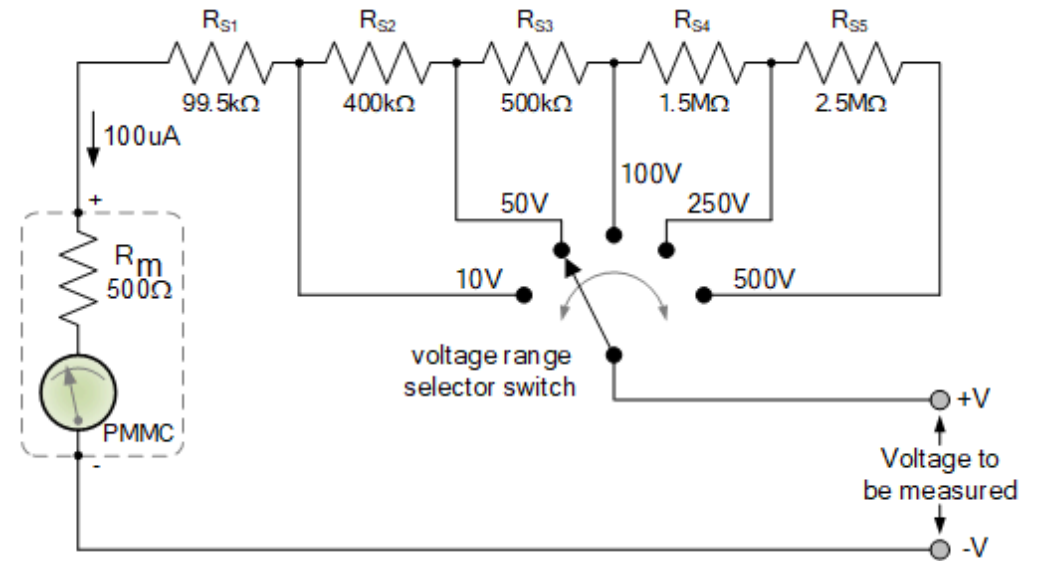 RS1
RS2
RS3
RS4
RS5
99.5kΩ
400kΩ
500kΩ
1.5MΩ
2.5MΩ
100uA
+
Rm
500Ω
PMMC
-
100V
50V
250V
10V
500V
voltage range
selector switch
+V
Voltage to
be measured
-V